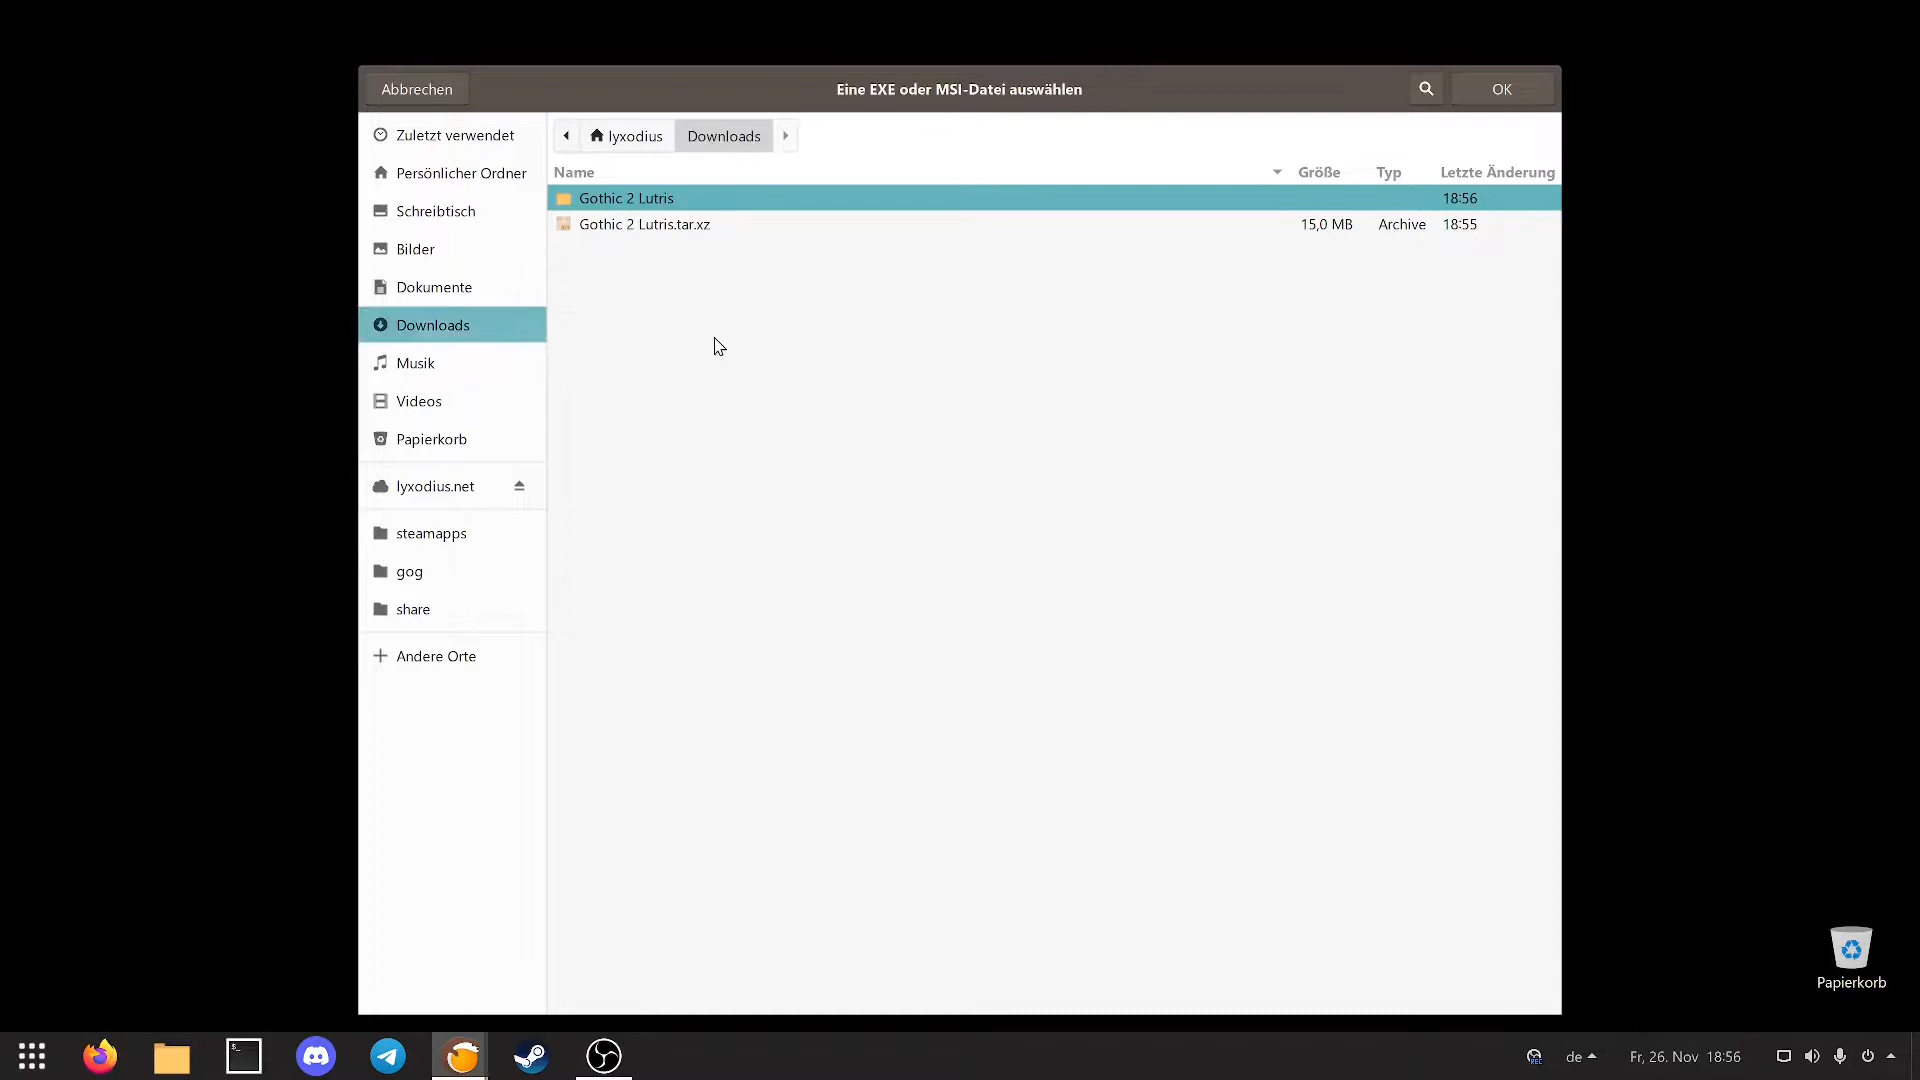 Abbrechen
Eine EXE oder MSI-Datei auswählen
OK
Zuletzt verwendet
Persönlicher Ordner
Schreibtisch
Bilder
Dokumente
Downloads
Musik
Videos
Papierkorb
lyxodius.net
steamapps
gog
share
Andere Orte
lyxodius Downloads
Name Größe Typ Letzte Änderung
Gothic 2 Lutris 18:56
Gothic 2 Lutris.tar.xz 15,0 MB Archive 18:55
Papierkorb
de Fr, 26. Nov 18:56